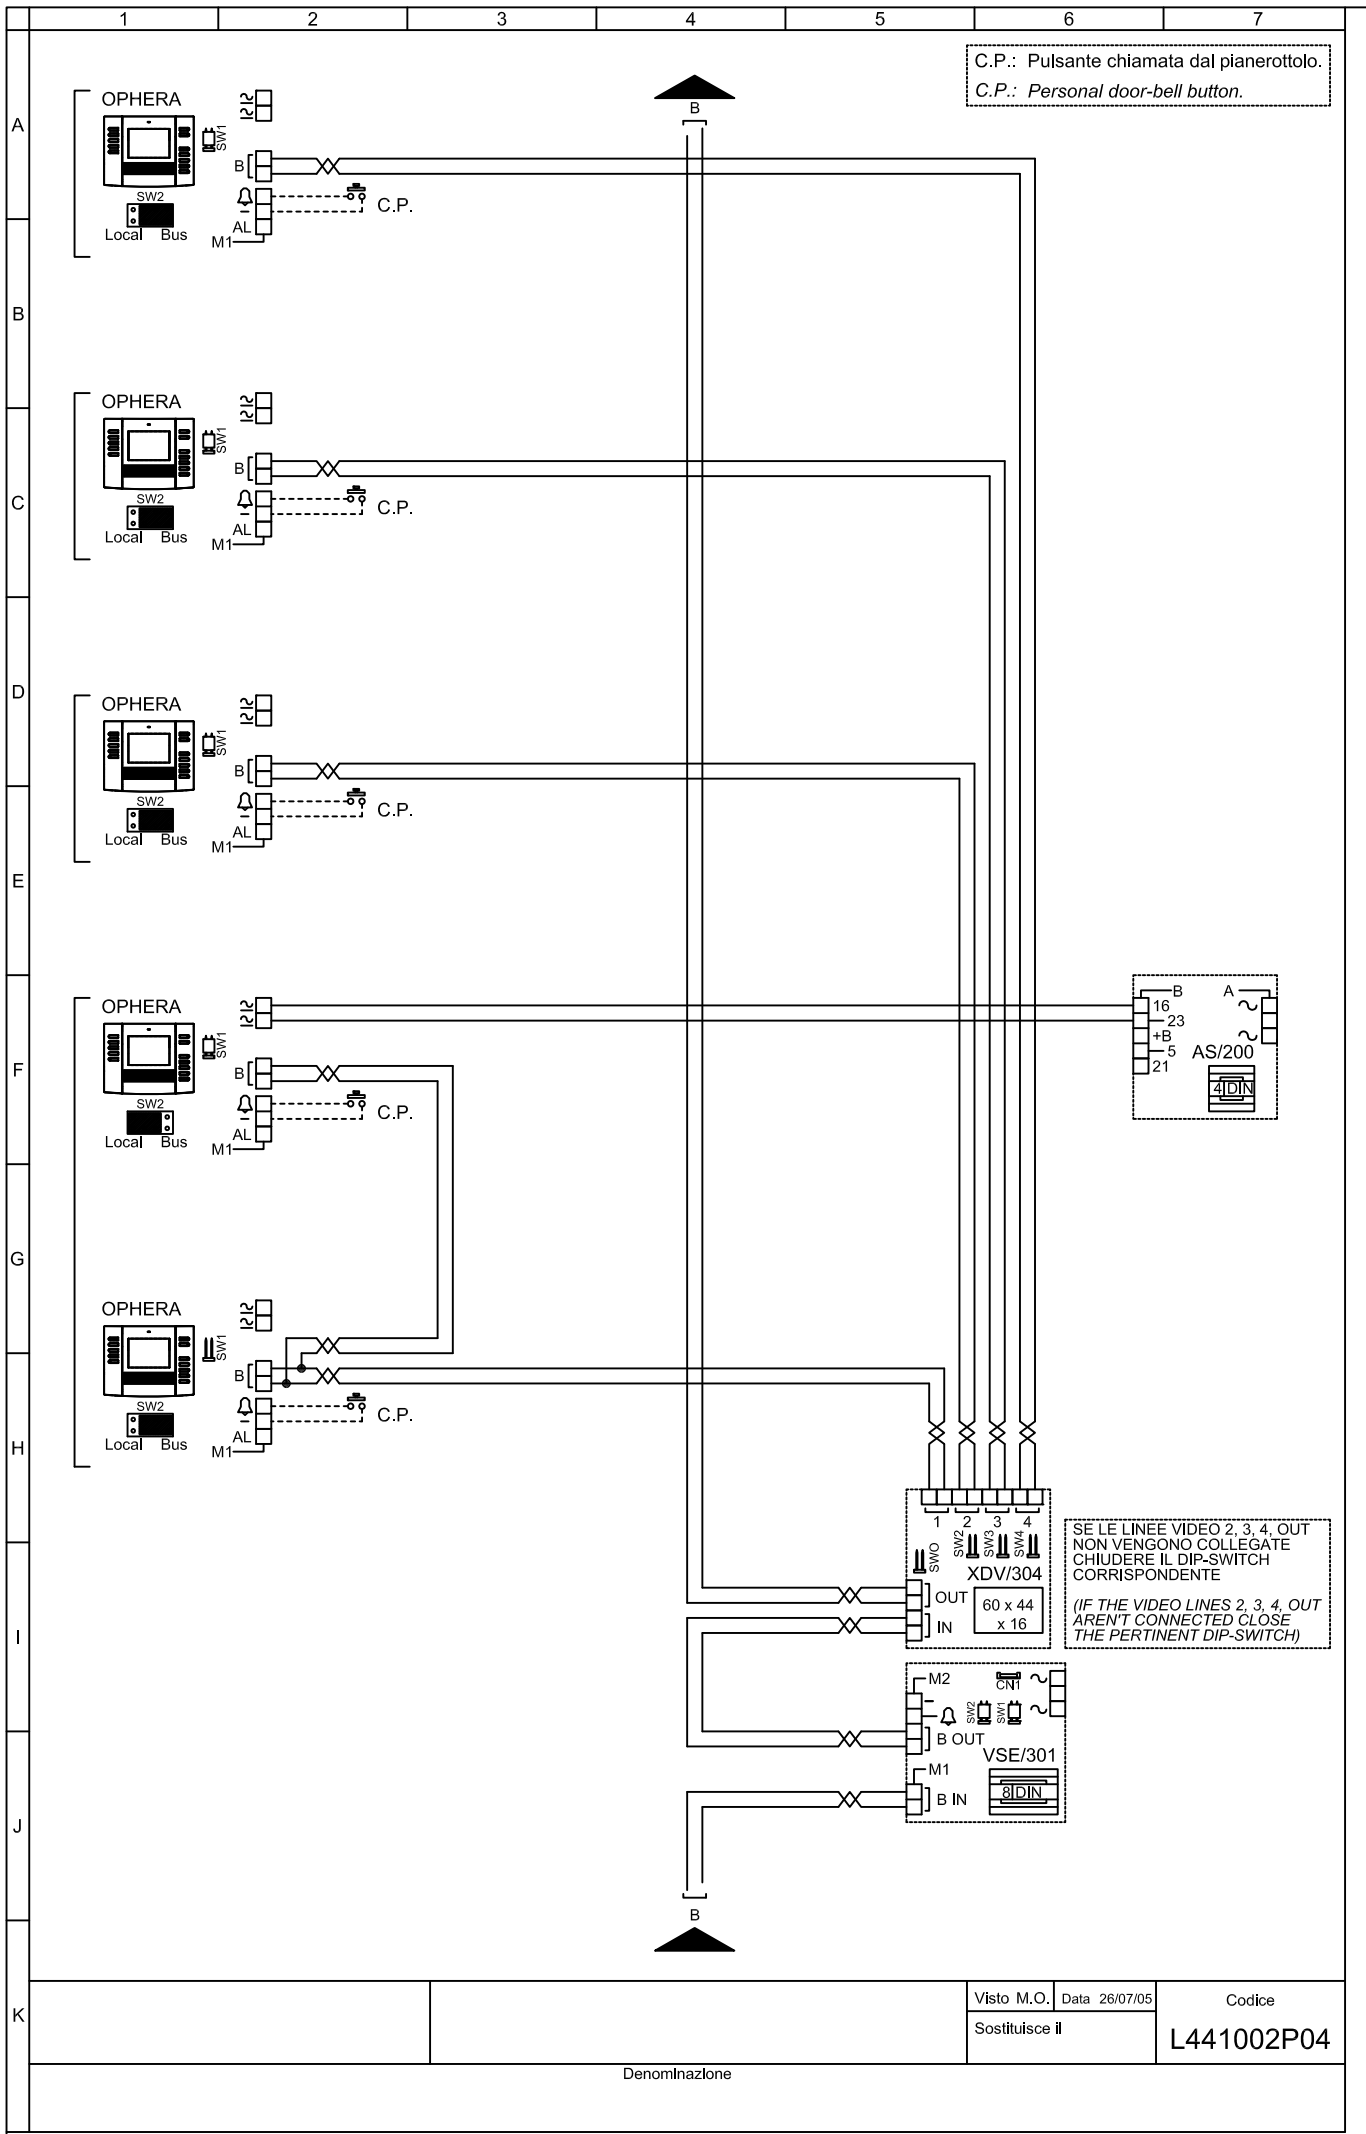 1 2 3 4 5 6 7
C.P.: Pulsante chiamata dal pianerottolo.
C.P.: Personal door-bell button.
A
B
C
D
E
F
G
H
I
J
K
B
OPHERA
SW1
B
SW2
Local Bus
AL
M1
C.P.
OPHERA
SW1
B
SW2
Local Bus
AL
M1
C.P.
OPHERA
SW1
B
SW2
Local Bus
AL
M1
C.P.
OPHERA
SW1
B
SW2
Local Bus
AL
M1
C.P.
B A
16
23
+B
5
21
AS/200
4 DIN
OPHERA
SW1
B
SW2
Local Bus
AL
M1
C.P.
1 2 3 4
SWO SW2 SW3 SW4
XDV/304
OUT
IN
60 x 44
x 16
SE LE LINEE VIDEO 2, 3, 4, OUT
NON VENGONO COLLEGATE
CHIUDERE IL DIP-SWITCH
CORRISPONDENTE
(IF THE VIDEO LINES 2, 3, 4, OUT
AREN'T CONNECTED CLOSE
THE PERTINENT DIP-SWITCH)
M2
CN1
SW2 SW1
B OUT
VSE/301
M1
B IN
8 DIN
B
Visto M.O. Data 26/07/05
Sostituisce il
Codice
L441002P04
Denominazione